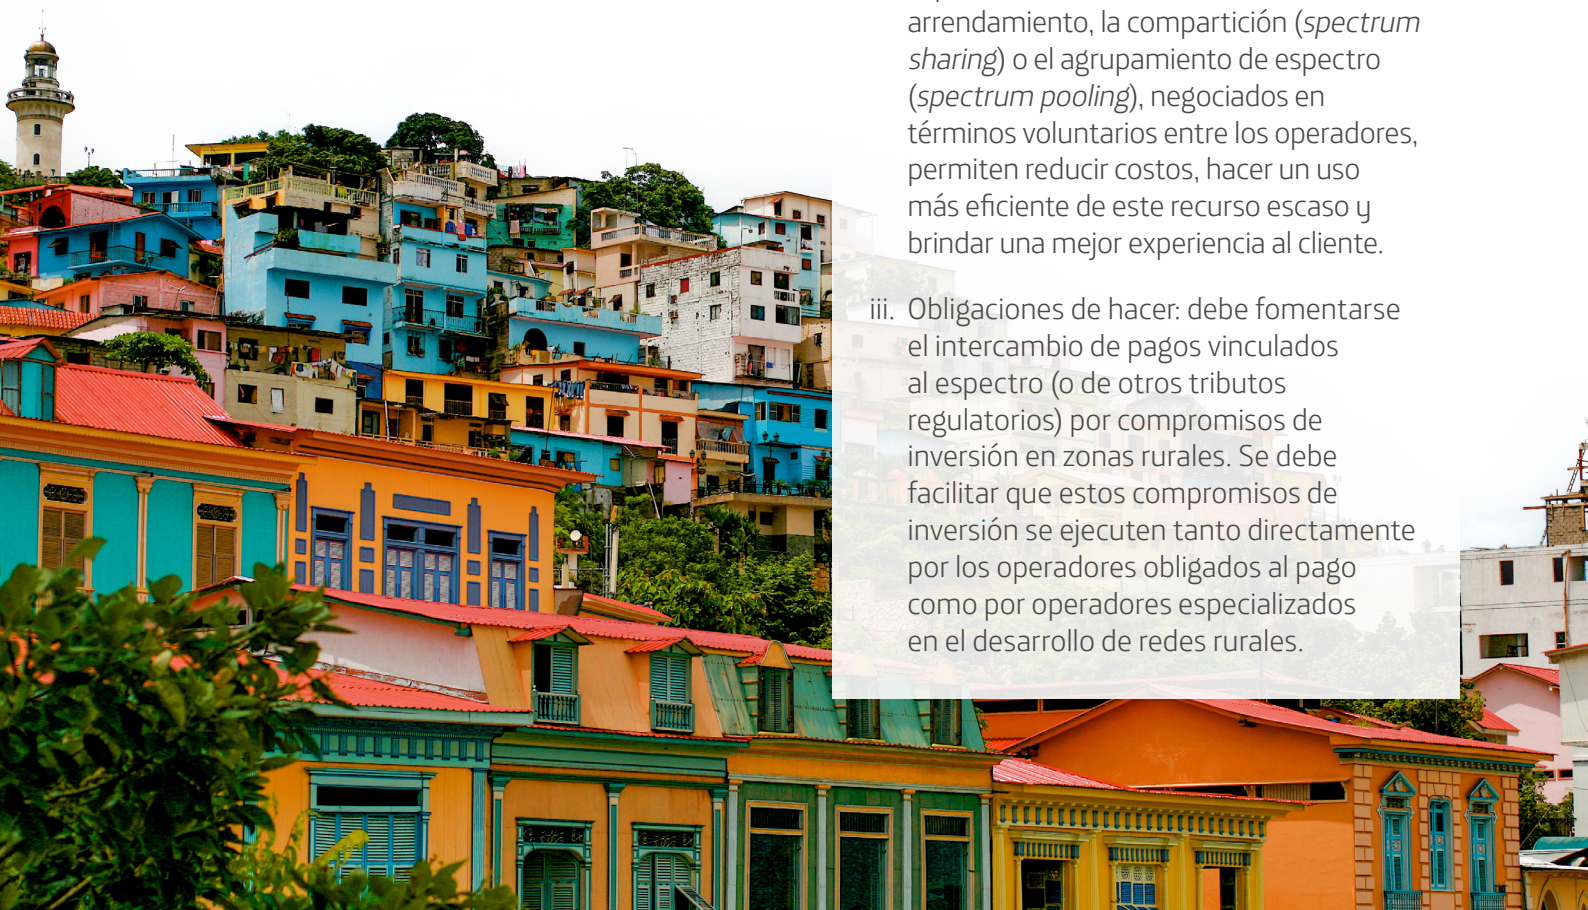 arrendamiento, la compartición (spectrum
sharing) o el agrupamiento de espectro
(spectrum pooling), negociados en
términos voluntarios entre los operadores,
permiten reducir costos, hacer un uso
más eficiente de este recurso escaso y
brindar una mejor experiencia al cliente.
iii. Obligaciones de hacer: debe fomentarse
el intercambio de pagos vinculados
al espectro (o de otros tributos
regulatorios) por compromisos de
inversión en zonas rurales. Se debe
facilitar que estos compromisos de
inversión se ejecuten tanto directamente
por los operadores obligados al pago
como por operadores especializados
en el desarrollo de redes rurales.